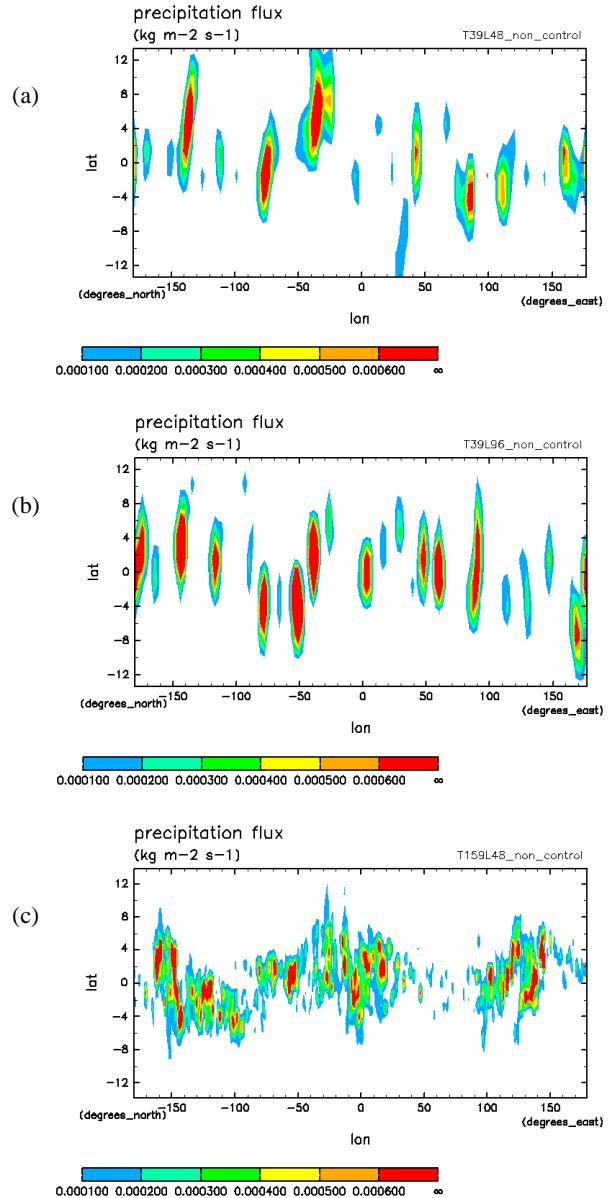 precipitation flux
(kg m-2 s-1)
T39L48_non_control
(a)
12
8
4
0
-4
-8
-12
lat
-150 -100 -50 0 50 100 150
(degrees_north)
(degrees_east)
lon
0.000100 0.000200 0.000300 0.000400 0.000500 0.000600 ∞
precipitation flux
(kg m-2 s-1)
T39L96_non_control
(b)
12
8
4
0
-4
-8
-12
lat
-150 -100 -50 0 50 100 150
(degrees_north)
(degrees_east)
lon
0.000100 0.000200 0.000300 0.000400 0.000500 0.000600 ∞
precipitation flux
(kg m-2 s-1)
T159L48_non_control
(c)
12
8
4
0
-4
-8
-12
lat
-150 -100 -50 0 50 100 150
(degrees_north)
(degrees_east)
lon
0.000100 0.000200 0.000300 0.000400 0.000500 0.000600 ∞